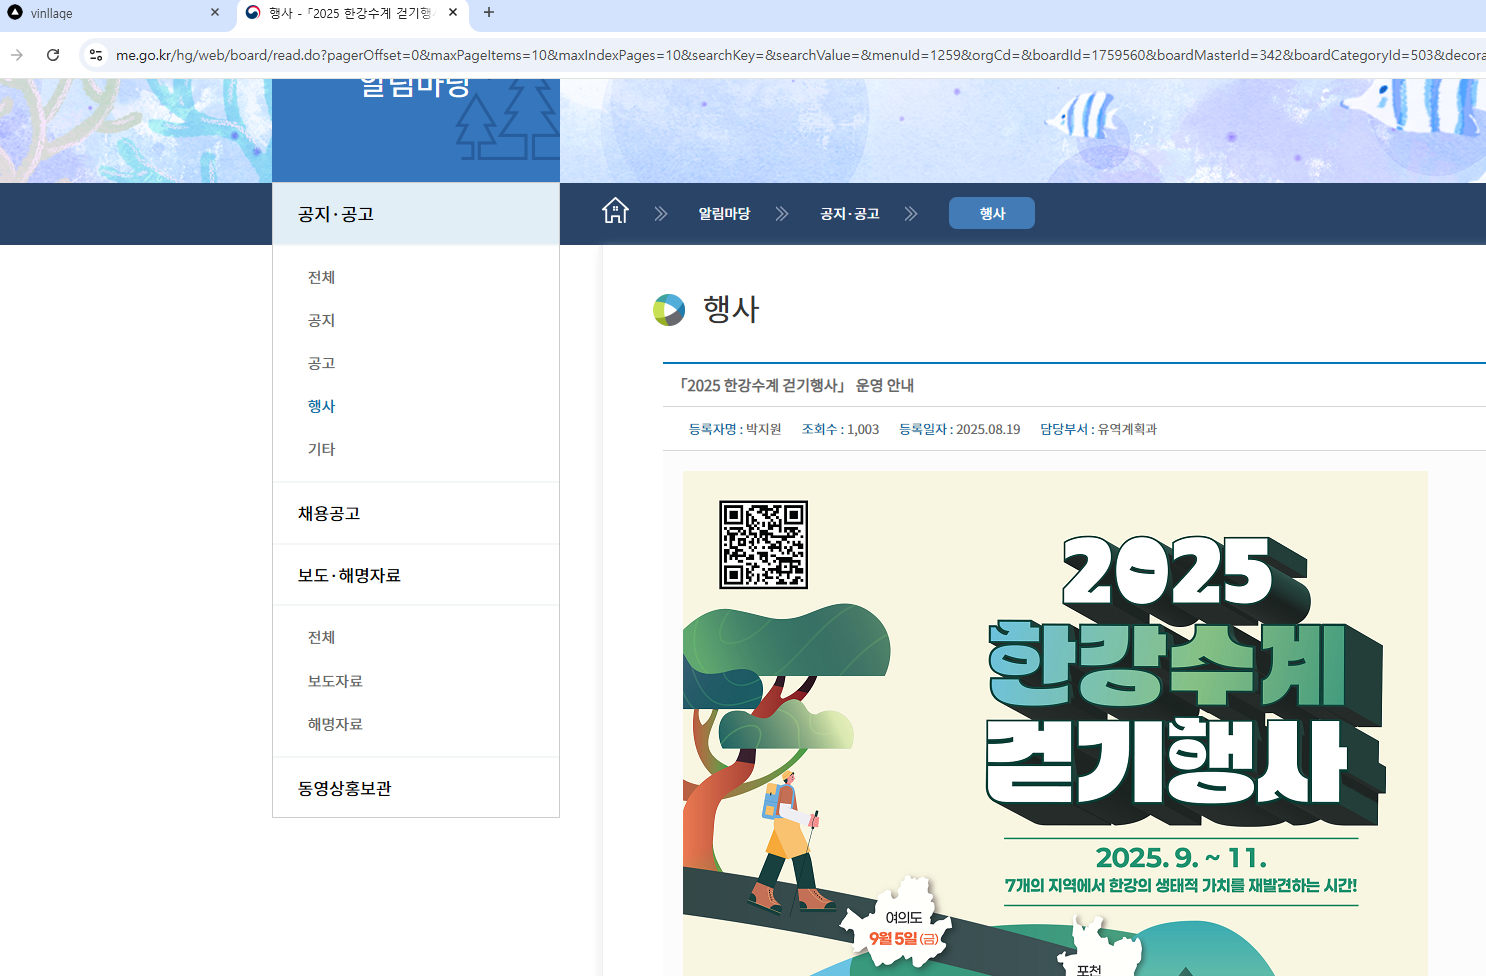 vinllage
행사 - 「2025 한강수계 걷기행
me.go.kr/hg/web/board/read.do?pagerOffset=0&maxPageItems=10&maxIndexPages=10&searchKey=&searchValue=&menuId=1259&orgCd=&boardId=1759560&boardMasterId=342&boardCategoryId=503&decora
알림마당
공지·공고
알림마당
공지·공고
행사
전체
공지
공고
행사
기타
채용공고
보도·해명자료
전체
보도자료
해명자료
동영상홍보관
행사
「2025 한강수계 걷기행사」 운영 안내
등록자명 : 박지원 조회수 : 1,003 등록일자 : 2025.08.19 담당부서 : 유역계획과
2025
한강수계
걷기행사
2025. 9. ~ 11.
7개의 지역에서 한강의 생태적 가치를 재발견하는 시간!
여의도
9월 5일(금)
포천